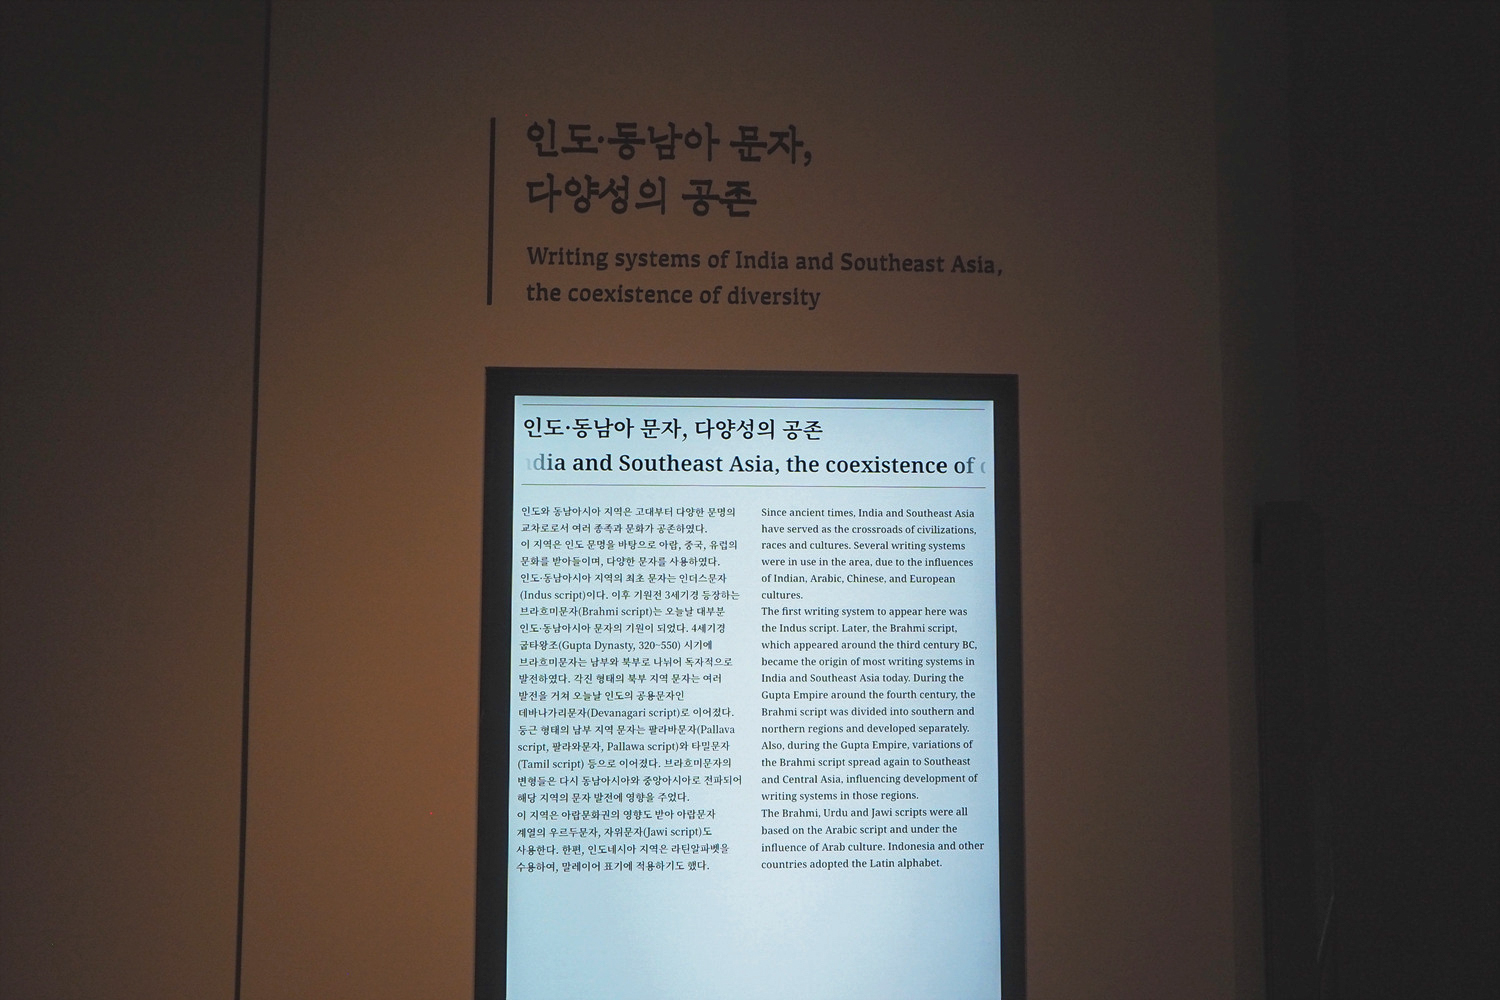 인도·동남아 문자,
다양성의 공존
Writing systems of India and Southeast Asia,
the coexistence of diversity
인도·동남아 문자, 다양성의 공존
dia and Southeast Asia, the coexistence of
인도와 동남아시아 지역은 고대부터 다양한 문명의
교차로로서 여러 종족과 문화가 공존하였다.
이 지역은 인도 문명을 바탕으로 아랍, 중국, 유럽의
문화를 받아들이며, 다양한 문자를 사용하였다.
인도·동남아시아 지역의 최초 문자는 인더스문자
(Indus script)이다. 이후 기원전 3세기경 등장하는
브라흐미문자(Brahmi script)는 오늘날 대부분
인도·동남아시아 문자의 기원이 되었다. 4세기경
굽타왕조(Gupta Dynasty, 320~550) 시기에
브라흐미문자는 남부와 북부로 나뉘어 독자적으로
발전하였다. 각진 형태의 북부 지역 문자는 여러
발전을 거쳐 오늘날 인도의 공용문자인
데바나가리문자(Devanagari script)로 이어졌다.
둥근 형태의 남부 지역 문자는 팔라바문자(Pallava
script, 팔라와문자, Pallawa script)와 타밀문자
(Tamil script) 등으로 이어졌다. 브라흐미문자의
변형들은 다시 동남아시아와 중앙아시아로 전파되어
해당 지역의 문자 발전에 영향을 주었다.
이 지역은 아랍문화권의 영향도 받아 아랍문자
계열의 우르두문자, 자위문자(Jawi script)도
사용한다. 한편, 인도네시아 지역은 라틴알파벳을
수용하여, 말레이어 표기에 적용하기도 했다.
Since ancient times, India and Southeast Asia
have served as the crossroads of civilizations,
races and cultures. Several writing systems
were in use in the area, due to the influences
of Indian, Arabic, Chinese, and European
cultures.
The first writing system to appear here was
the Indus script. Later, the Brahmi script,
which appeared around the third century BC,
became the origin of most writing systems in
India and Southeast Asia today. During the
Gupta Empire around the fourth century, the
Brahmi script was divided into southern and
northern regions and developed separately.
Also, during the Gupta Empire, variations of
the Brahmi script spread again to Southeast
and Central Asia, influencing development of
writing systems in those regions.
The Brahmi, Urdu and Jawi scripts were all
based on the Arabic script and under the
influence of Arab culture. Indonesia and other
countries adopted the Latin alphabet.